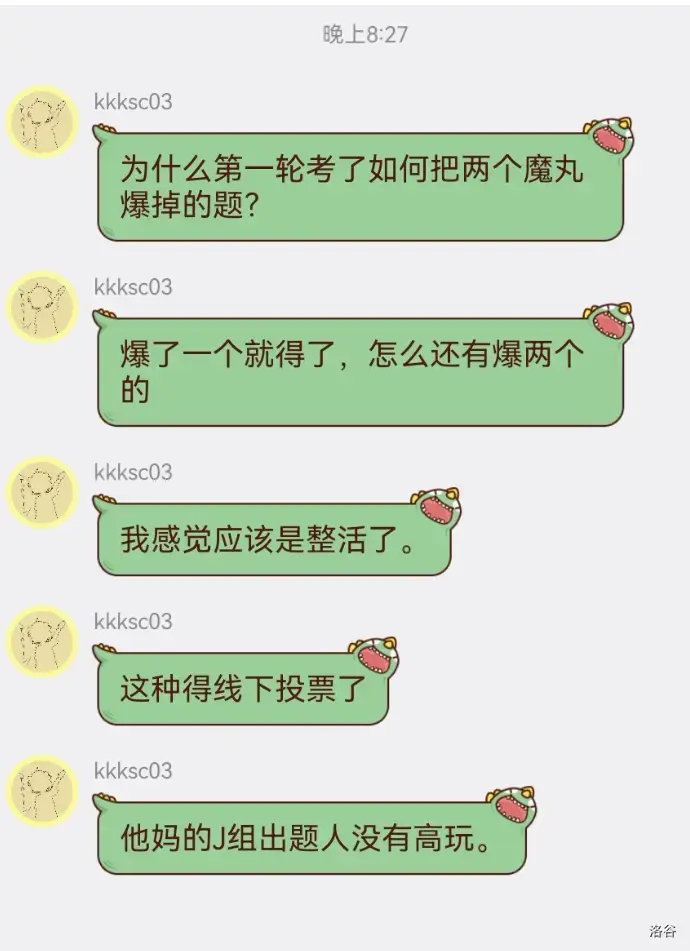 晚上8:27
kkksc03
为什么第一轮考了如何把两个魔丸
爆掉的题？
kkksc03
爆了一个就得了，怎么还有爆两个
的
kkksc03
我感觉应该是整活了。
kkksc03
这种得线下投票了
kkksc03
他妈的J组出题人没有高玩。
洛谷